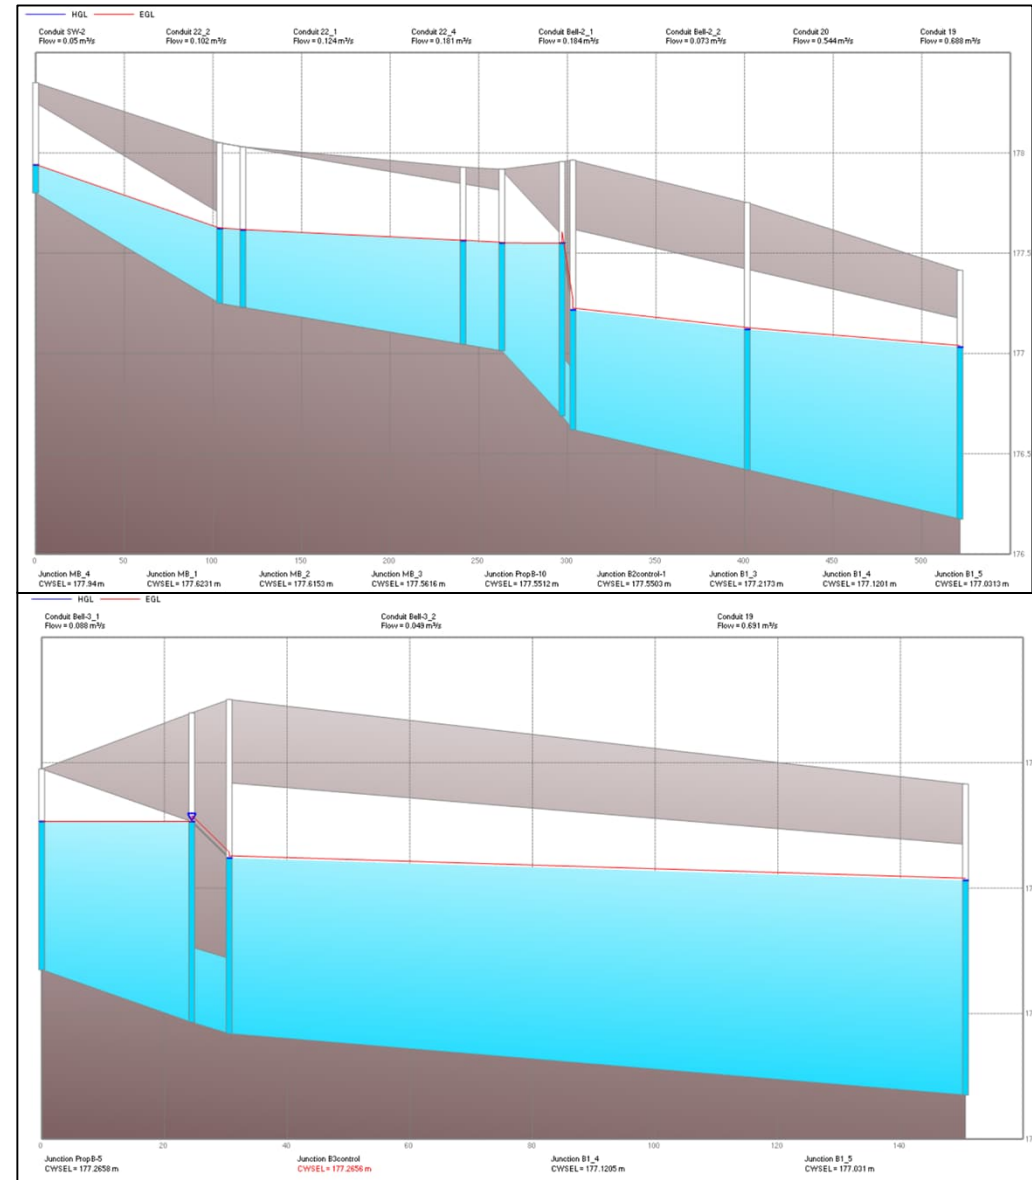 HGL EGL
Conduit SW-2 Conduit 22_2 Conduit 22_1 Conduit 22_4 Conduit Bell-2_1 Conduit Bell-2_2 Conduit 20 Conduit 19
Flow = 0.05 m³/s Flow = 0.102 m³/s Flow = 0.124 m³/s Flow = 0.181 m³/s Flow = 0.184 m³/s Flow = 0.073 m³/s Flow = 0.544 m³/s Flow = 0.688 m³/s
178
177.5
177
176.5
176
0 50 100 150 200 250 300 350 400 450 500
Junction MB_4 Junction MB_1 Junction MB_2 Junction MB_3 Junction PropB-10 Junction B2control-1 Junction B1_3 Junction B1_4 Junction B1_5
CWSEL = 177.94 m CWSEL = 177.6231 m CWSEL = 177.6153 m CWSEL = 177.5616 m CWSEL = 177.5512 m CWSEL = 177.5503 m CWSEL = 177.2173 m CWSEL = 177.1201 m CWSEL = 177.0313 m
HGL EGL
Conduit Bell-3_1 Conduit Bell-3_2 Conduit 19
Flow = 0.088 m³/s Flow = 0.049 m³/s Flow = 0.691 m³/s
0 20 40 60 80 100 120 140
Junction PropB-5 Junction B3control Junction B1_4 Junction B1_5
CWSEL = 177.2658 m CWSEL = 177.2656 m CWSEL = 177.1205 m CWSEL = 177.031 m